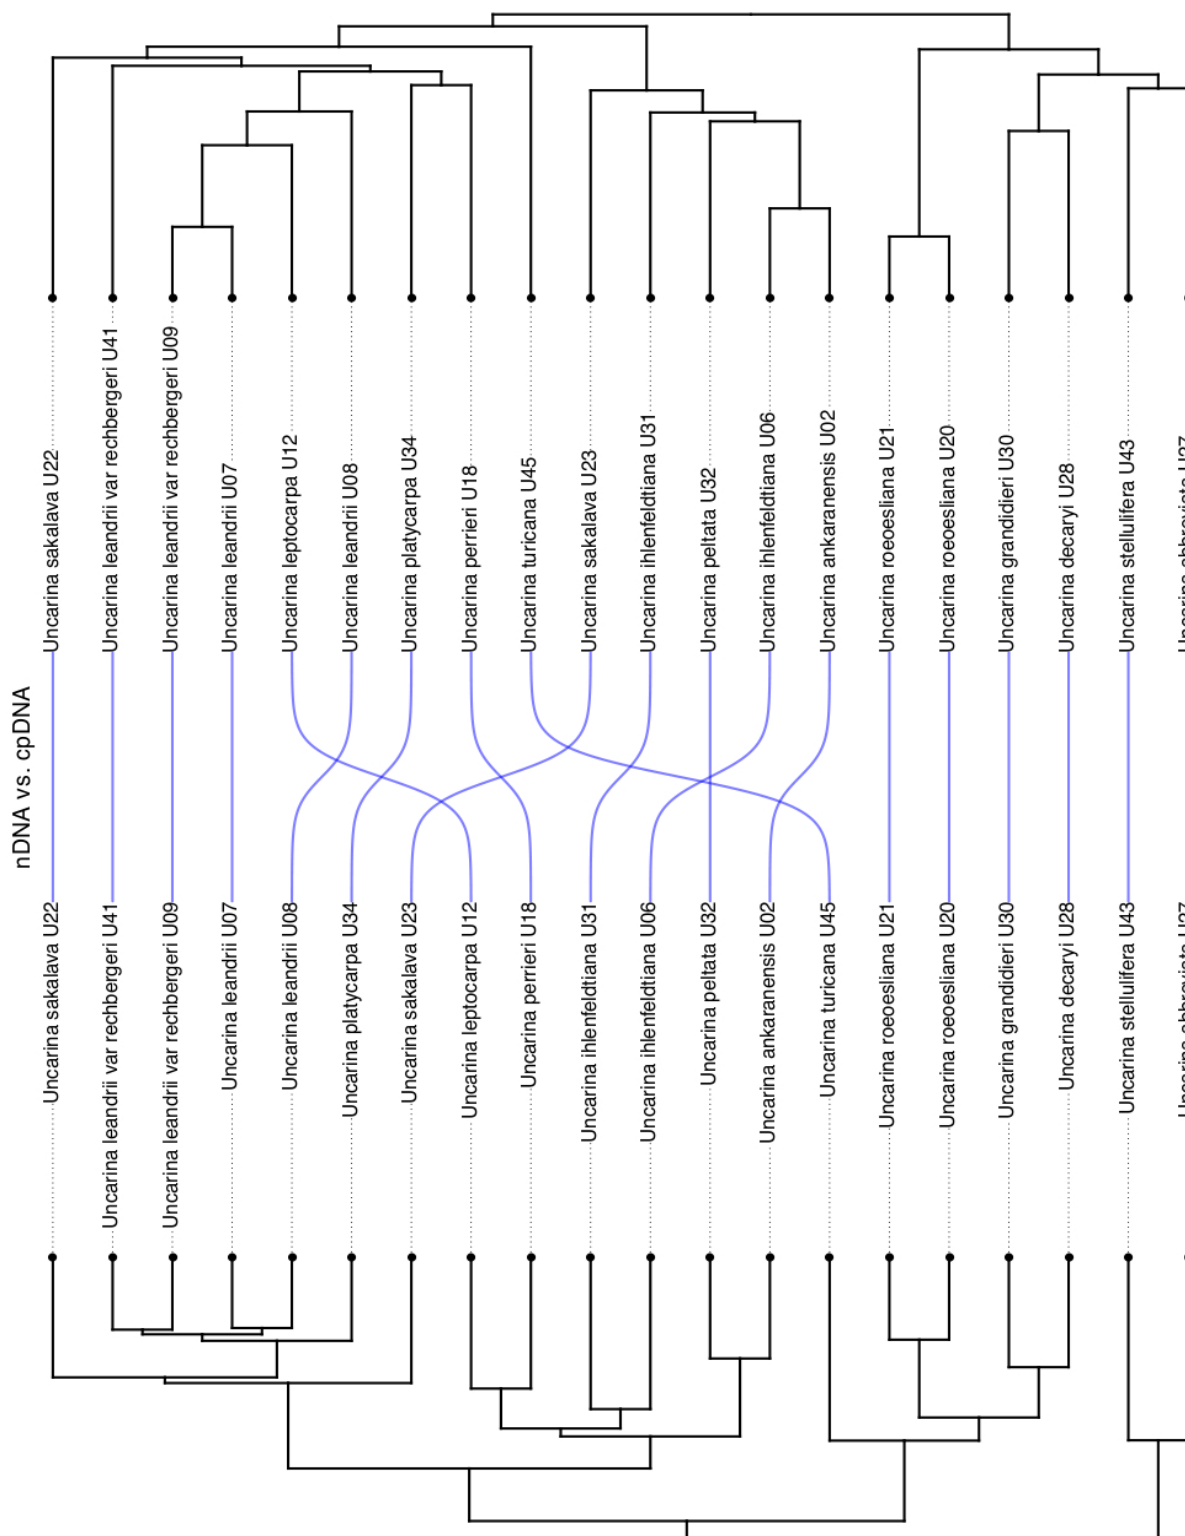 nDNA vs. cpDNA
Uncarina sakalava U22
Uncarina leandrii var rechbergeri U41
Uncarina leandrii var rechbergeri U09
Uncarina leandrii U07
Uncarina leptocarpa U12
Uncarina leandrii U08
Uncarina platycarpa U34
Uncarina perrieri U18
Uncarina turicana U45
Uncarina sakalava U23
Uncarina ihlenfeldtiana U31
Uncarina peltata U32
Uncarina ihlenfeldtiana U06
Uncarina ankaranensis U02
Uncarina roeoesliana U21
Uncarina roeoesliana U20
Uncarina grandidieri U30
Uncarina decaryi U28
Uncarina stellulifera U43
Uncarina sakalava U22
Uncarina leandrii var rechbergeri U41
Uncarina leandrii var rechbergeri U09
Uncarina leandrii U07
Uncarina leandrii U08
Uncarina platycarpa U34
Uncarina sakalava U23
Uncarina leptocarpa U12
Uncarina perrieri U18
Uncarina ihlenfeldtiana U31
Uncarina ihlenfeldtiana U06
Uncarina peltata U32
Uncarina ankaranensis U02
Uncarina turicana U45
Uncarina roeoesliana U21
Uncarina roeoesliana U20
Uncarina grandidieri U30
Uncarina decaryi U28
Uncarina stellulifera U43